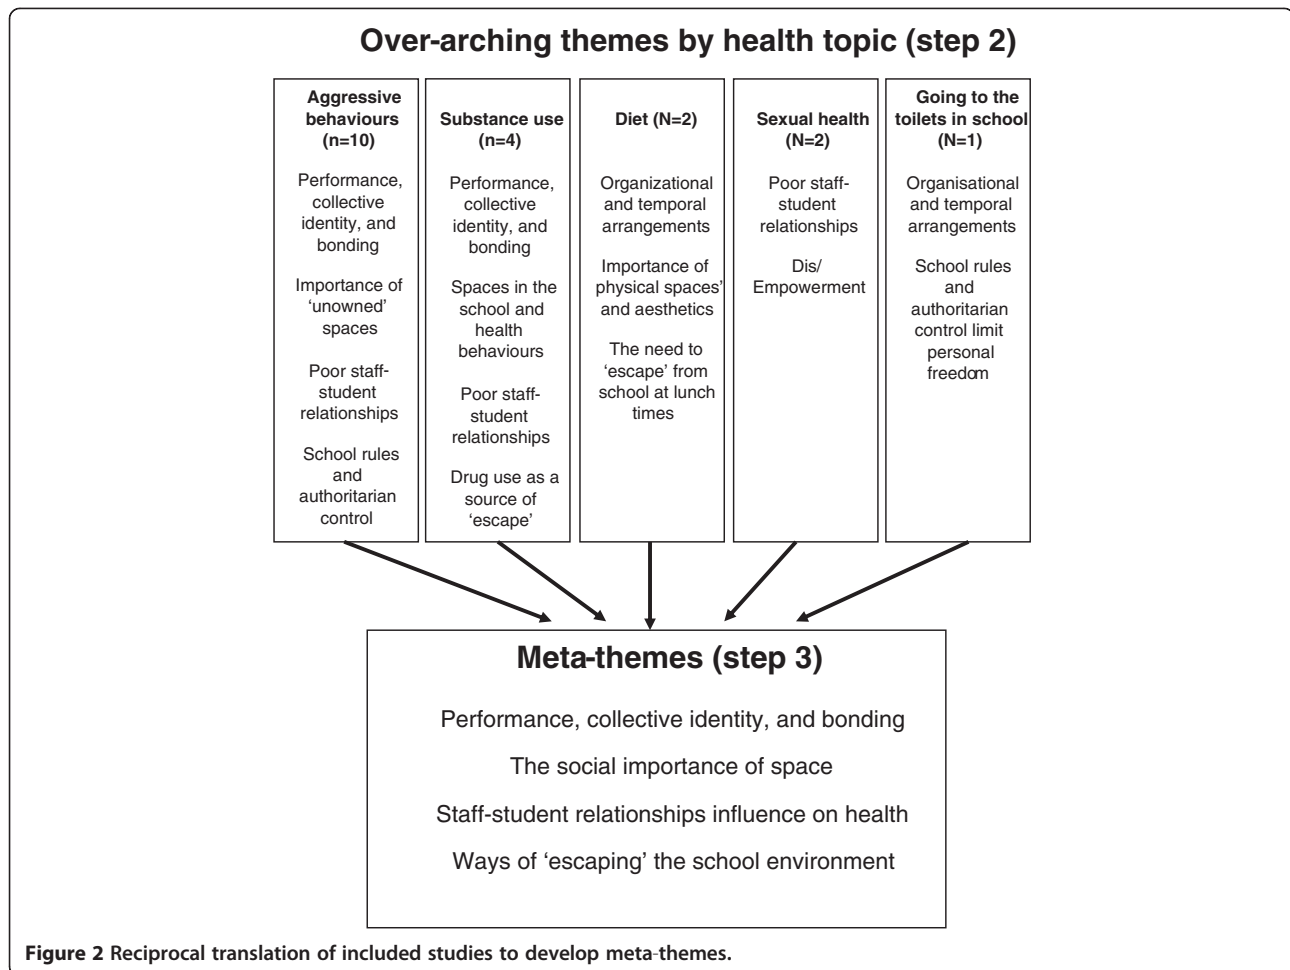 Over-arching themes by health topic (step 2)
Aggressive
behaviours
(n=10)
Performance,
collective
identity, and
bonding
Importance of
‘unowned’
spaces
Poor staff-
student
relationships
School rules
and
authoritarian
control
Substance use
(n=4)
Performance,
collective
identity, and
bonding
Spaces in the
school and
health
behaviours
Poor staff-
student
relationships
Drug use as a
source of
‘escape’
Diet (N=2)
Organizational
and temporal
arrangements
Importance of
physical spaces’
and aesthetics
The need to
‘escape’ from
school at lunch
times
Sexual health
(N=2)
Poor staff-
student
relationships
Dis/
Empowerment
Going to the
toilets in school
(N=1)
Organisational
and temporal
arrangements
School rules
and
authoritarian
control limit
personal
freedom
Meta-themes (step 3)
Performance, collective identity, and bonding
The social importance of space
Staff-student relationships influence on health
Ways of ‘escaping’ the school environment
Figure 2 Reciprocal translation of included studies to develop meta-themes.